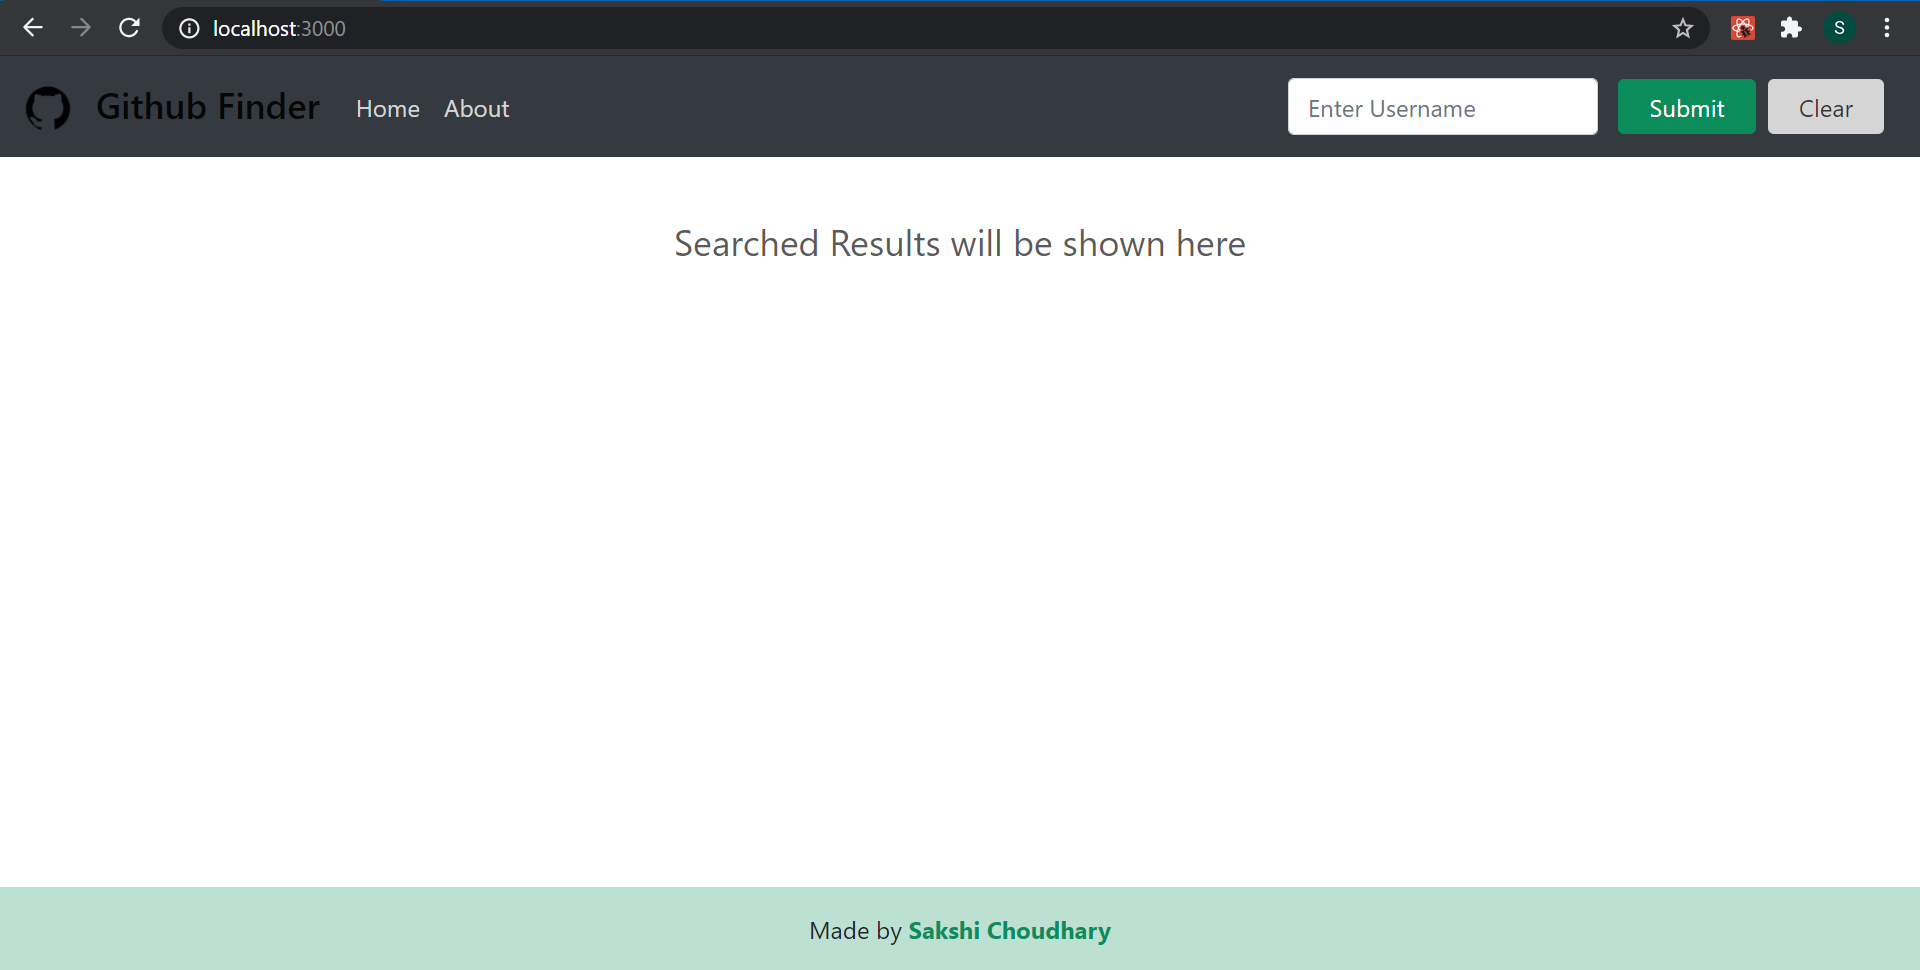 localhost:3000
S
Github Finder Home About Enter Username Submit Clear
Searched Results will be shown here
Made by Sakshi Choudhary